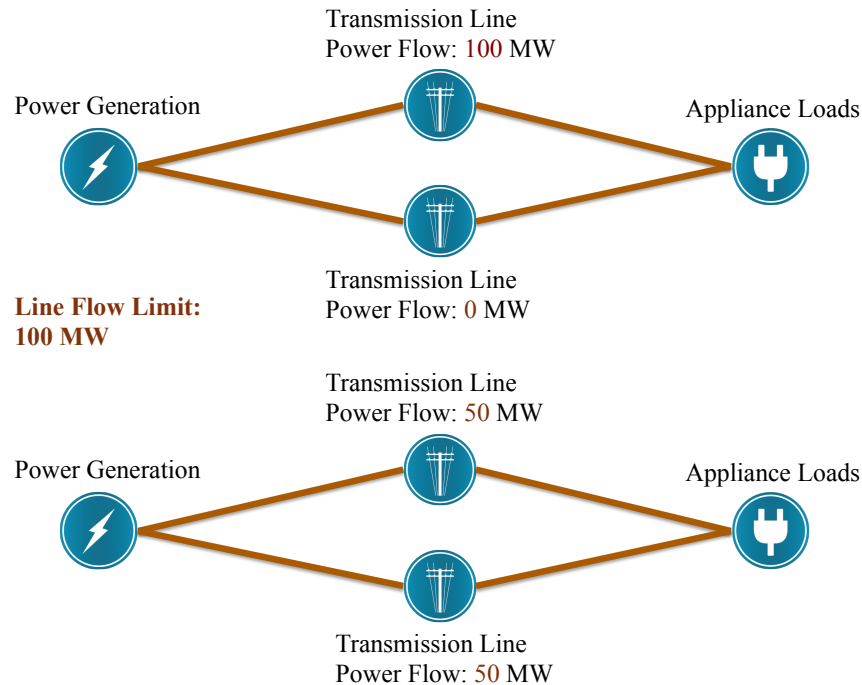 Transmission Line
Power Flow: 100 MW
Power Generation
Appliance Loads
Transmission Line
Power Flow: 0 MW
Line Flow Limit:
100 MW
Transmission Line
Power Flow: 50 MW
Power Generation
Appliance Loads
Transmission Line
Power Flow: 50 MW